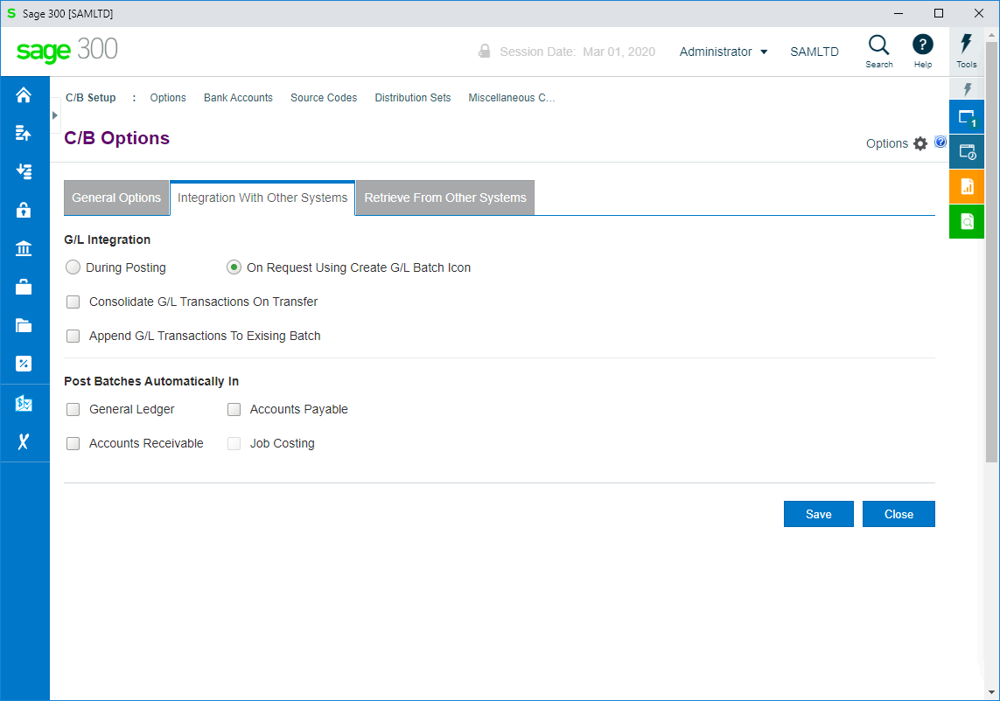 S Sage 300 [SAMLTD]
sage 300
Session Date: Mar 01, 2020 Administrator SAMLTD Search Help Tools
C/B Setup : Options Bank Accounts Source Codes Distribution Sets Miscellaneous C...
1
C/B Options
Options
General Options Integration With Other Systems Retrieve From Other Systems
G/L Integration
During Posting On Request Using Create G/L Batch Icon
Consolidate G/L Transactions On Transfer
Append G/L Transactions To Exising Batch
Post Batches Automatically In
General Ledger Accounts Payable
Accounts Receivable Job Costing
Save Close